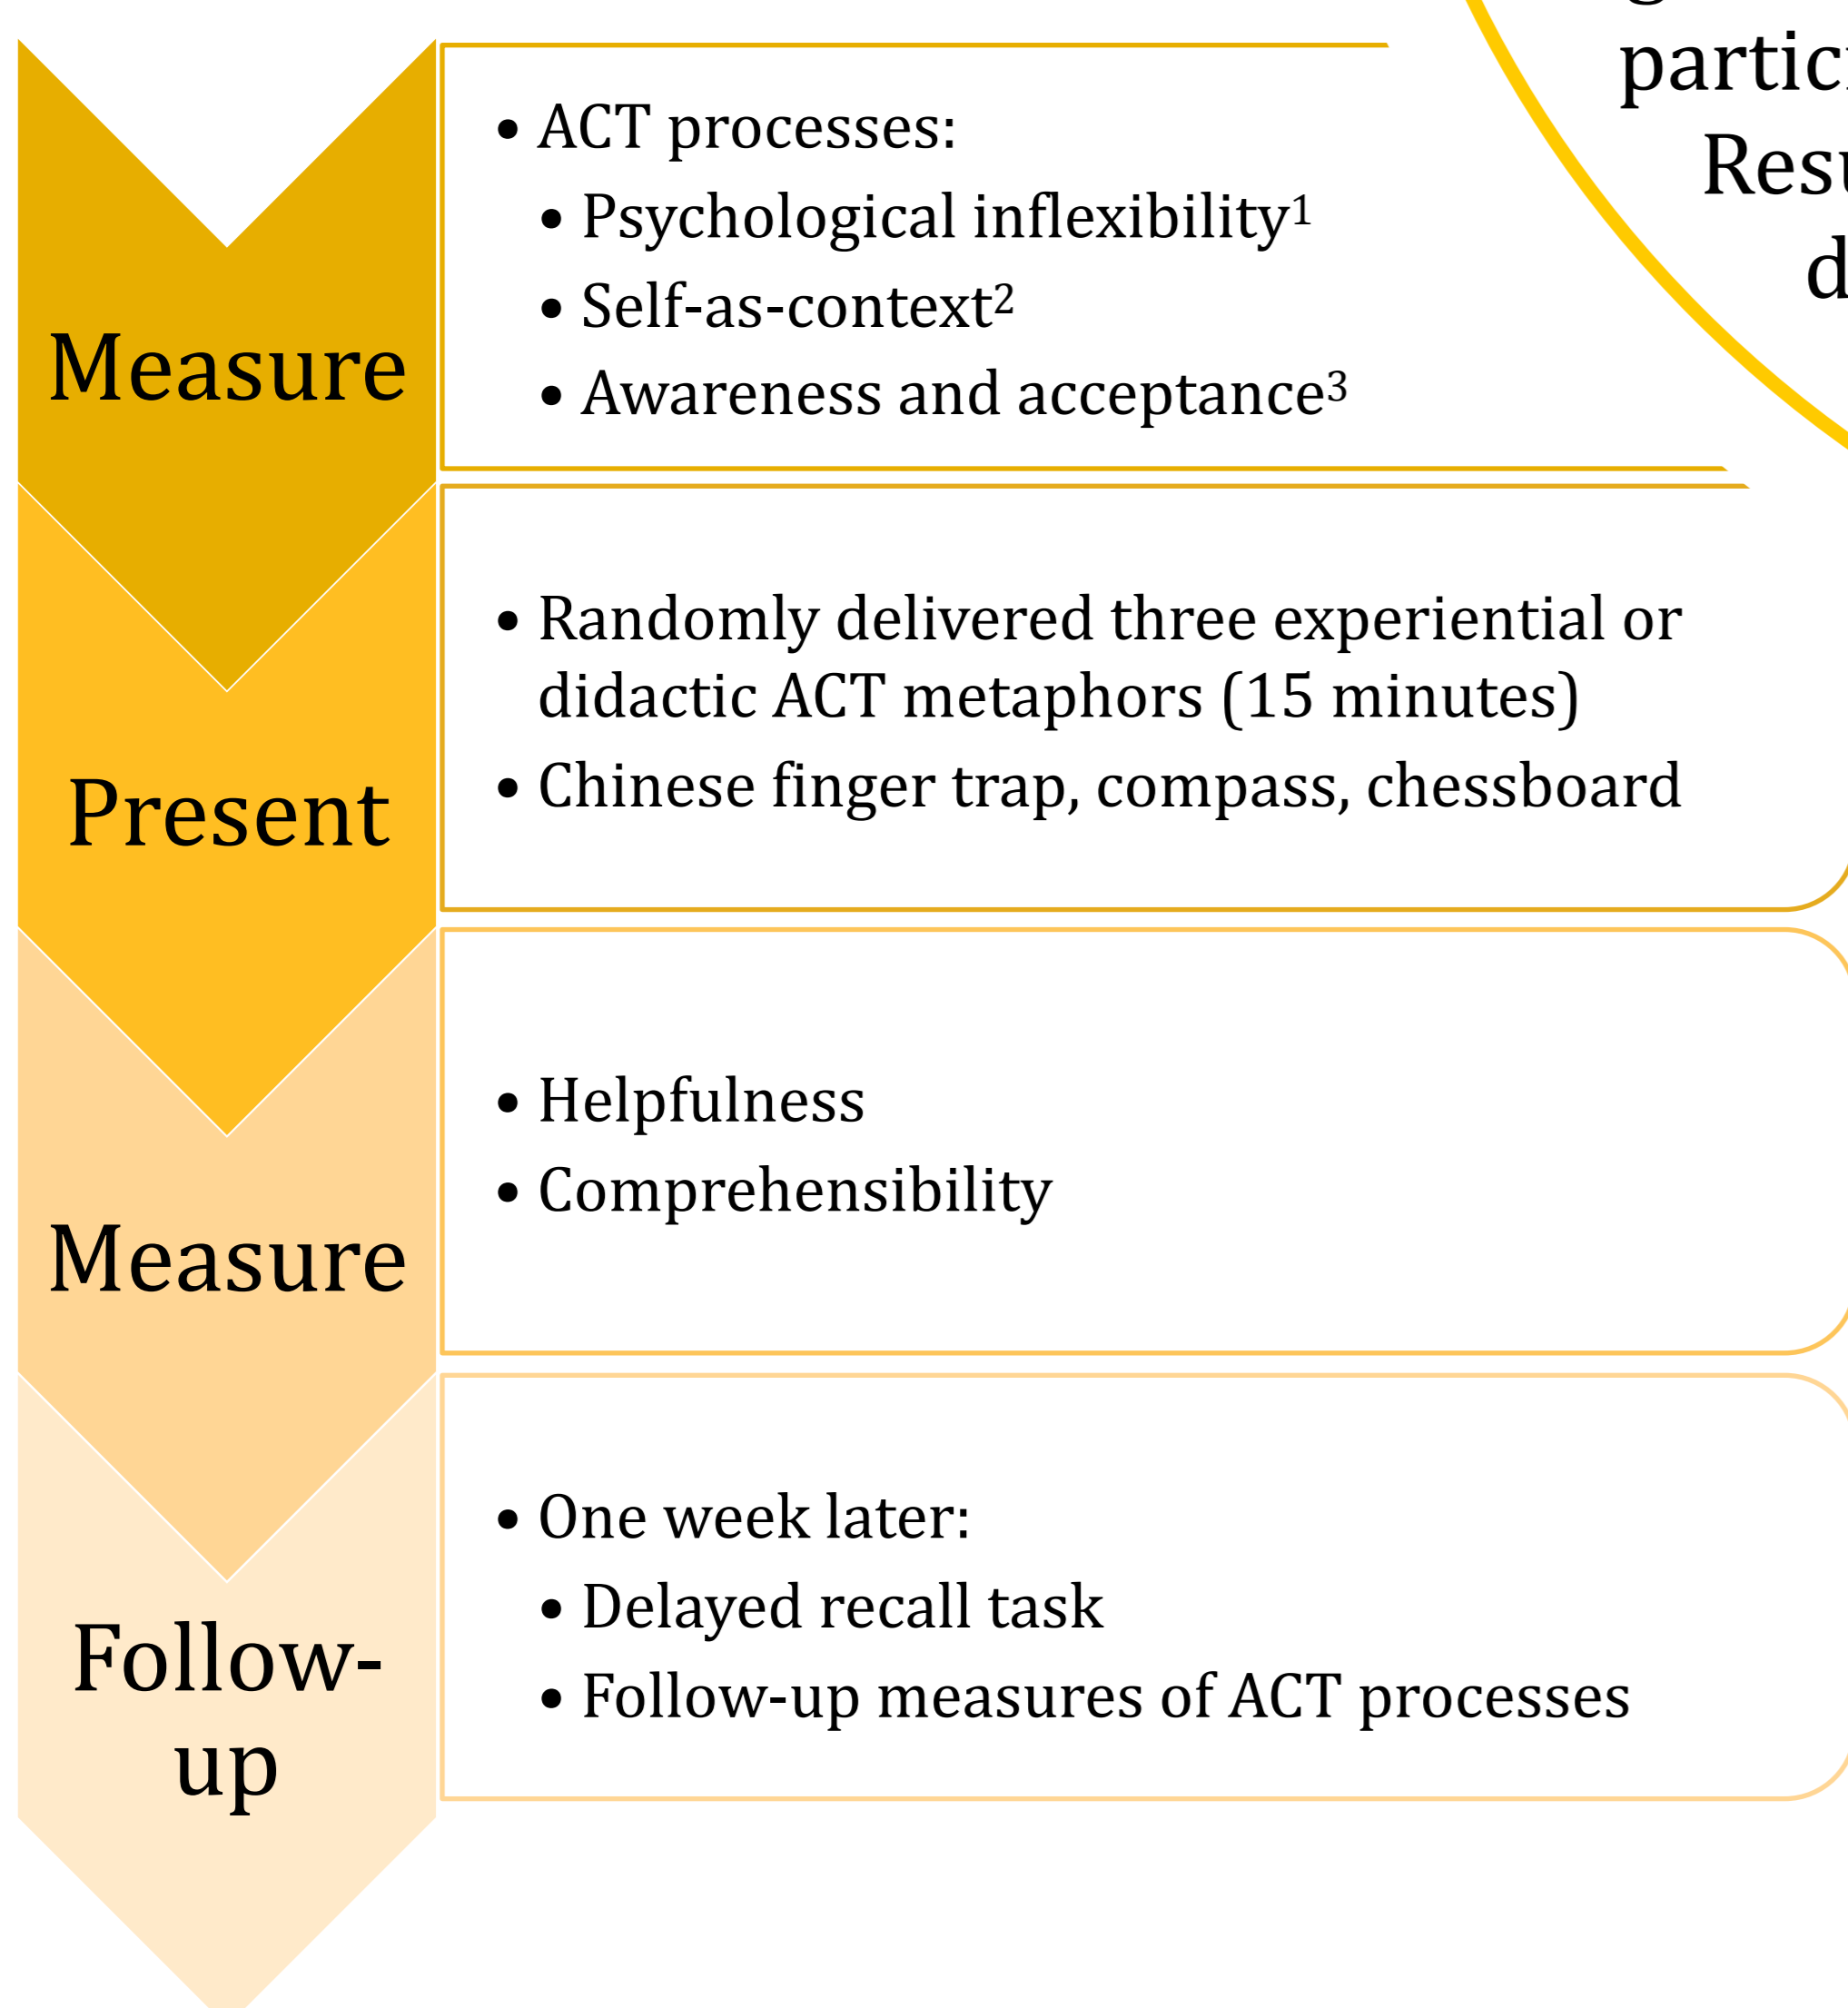 Measure
• ACT processes:
• Psychological inflexibility¹
• Self-as-context²
• Awareness and acceptance³
Present
• Randomly delivered three experiential or
didactic ACT metaphors (15 minutes)
• Chinese finger trap, compass, chessboard
Measure
• Helpfulness
• Comprehensibility
Follow-
up
• One week later:
• Delayed recall task
• Follow-up measures of ACT processes